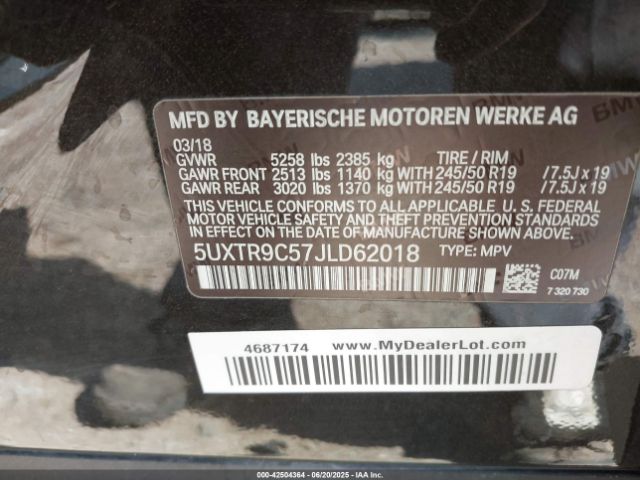 MFD BY BAYERISCHE MOTOREN WERKE AG
03/18
GVWR 5258 lbs 2385 kg TIRE / RIM
GAWR FRONT 2513 lbs 1140 kg WITH 245/50 R19 /7.5J x 19
GAWR REAR 3020 lbs 1370 kg WITH 245/50 R19 /7.5J x 19
THIS VEHICLE CONFORMS TO ALL APPLICABLE U. S. FEDERAL
MOTOR VEHICLE SAFETY AND THEFT PREVENTION STANDARDS
IN EFFECT ON THE DATE OF MANUFACTURE SHOWN ABOVE.
5UXTR9C57JLD62018 TYPE: MPV
C07M
7 320 730
4687174 www.MyDealerLot.com
000-42504364 - 06/20/2025 - IAA Inc.